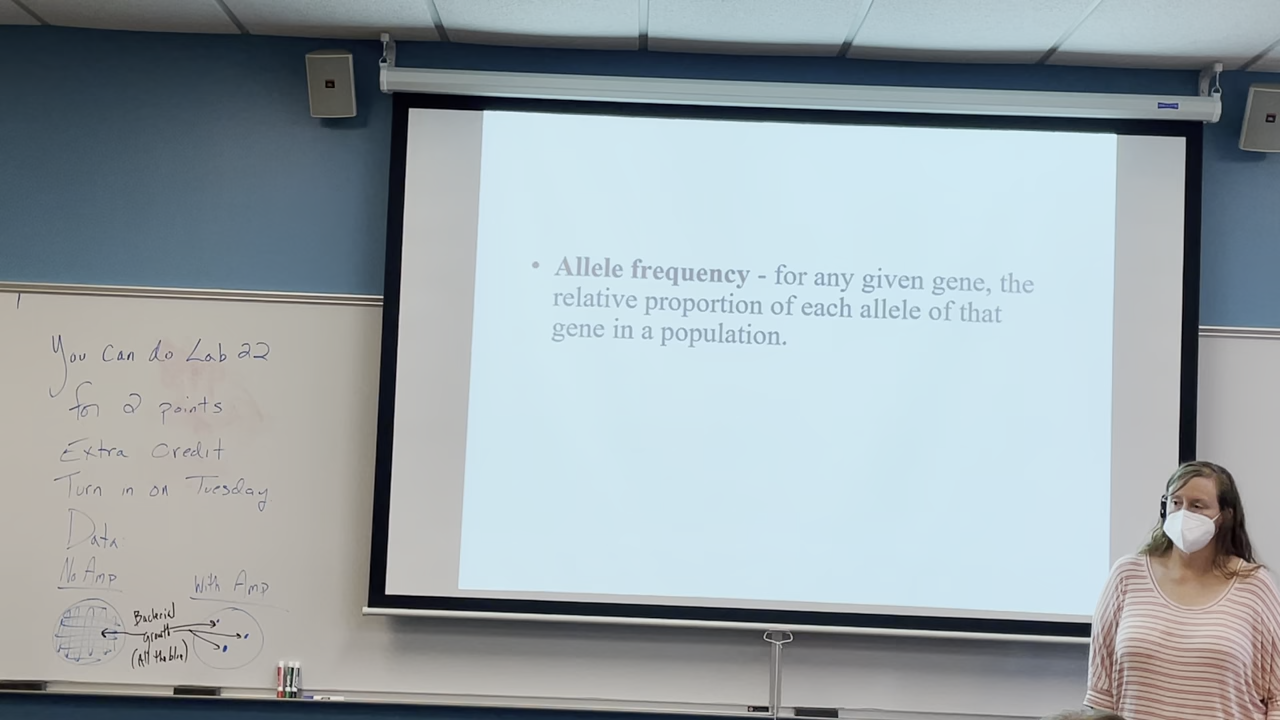 • Allele frequency - for any given gene, the
relative proportion of each allele of that
gene in a population.
You can do Lab 22
for 2 points
Extra Credit
Turn in on Tuesday.
Data
No Amp
With Amp
Bacterial
Growth
(All the blue)